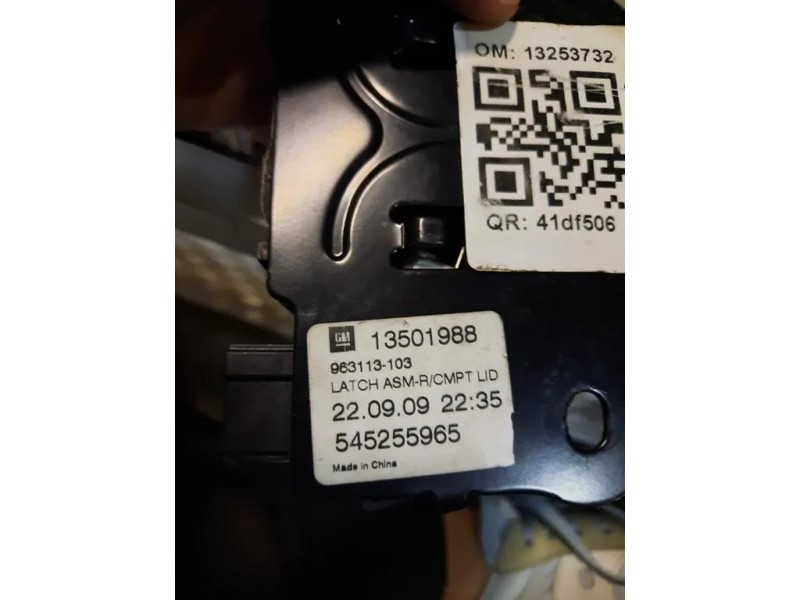 OM: 13253732
QR: 41df506
GM 13501988
963113-103
LATCH ASM-R/CMPT LID
22.09.09 22:35
545255965
Made in China